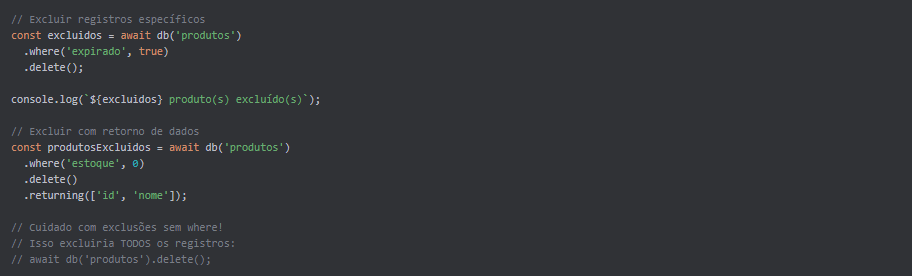 // Excluir registros específicos
const excluidos = await db('produtos')
  .where('expirado', true)
  .delete();

console.log(`${excluidos} produto(s) excluído(s)`);

// Excluir com retorno de dados
const produtosExcluidos = await db('produtos')
  .where('estoque', 0)
  .delete()
  .returning(['id', 'nome']);

// Cuidado com exclusões sem where!
// Isso excluiria TODOS os registros:
// await db('produtos').delete();